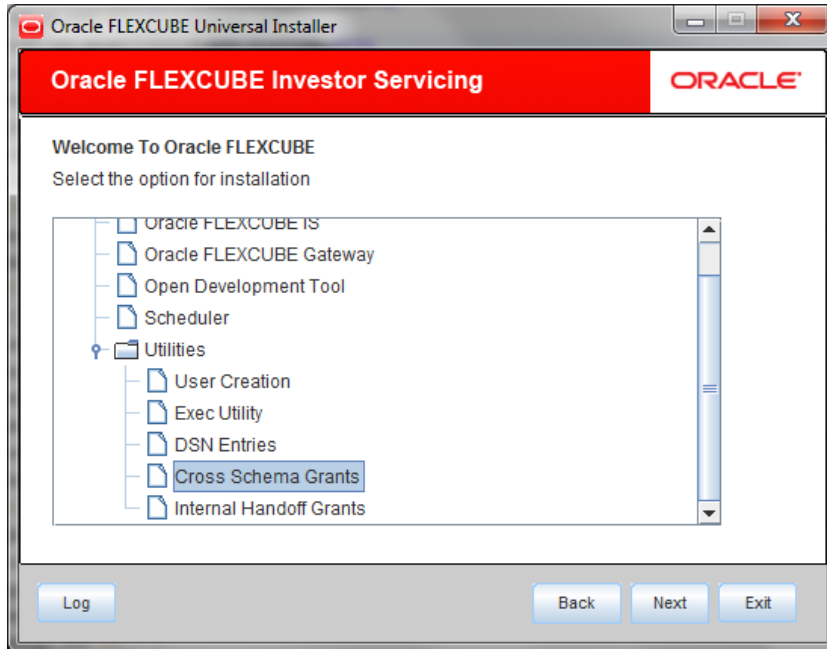 Oracle FLEXCUBE Universal Installer
Oracle FLEXCUBE Investor Servicing
ORACLE
Welcome To Oracle FLEXCUBE
Select the option for installation
Oracle FLEXCUBE IS
Oracle FLEXCUBE Gateway
Open Development Tool
Scheduler
Utilities
User Creation
Exec Utility
DSN Entries
Cross Schema Grants
Internal Handoff Grants
Log Back Next Exit